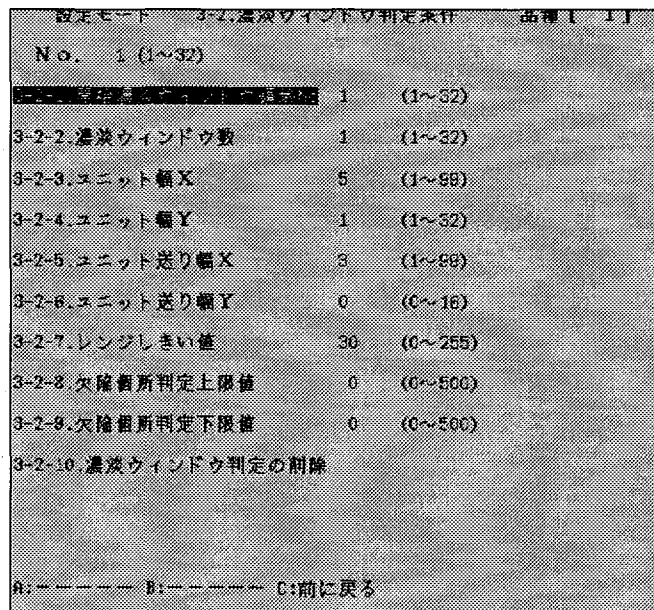 設定モード 3-2.濃淡ウィンドウ判定条件 品種[ 1]
No. 1 (1~32)
1 (1~32)
3-2-2.濃淡ウィンドウ数 1 (1~32)
3-2-3.ユニット幅X 5 (1~99)
3-2-4.ユニット幅Y 1 (1~32)
3-2-5.ユニット送り幅X 3 (1~99)
3-2-6.ユニット送り幅Y 0 (0~16)
3-2-7.レンジしきい値 30 (0~255)
3-2-8.欠陥個所判定上限値 0 (0~500)
3-2-9.欠陥個所判定下限値 0 (0~500)
3-2-10.濃淡ウィンドウ判定の削除
A:------ B:------ C:前に戻る